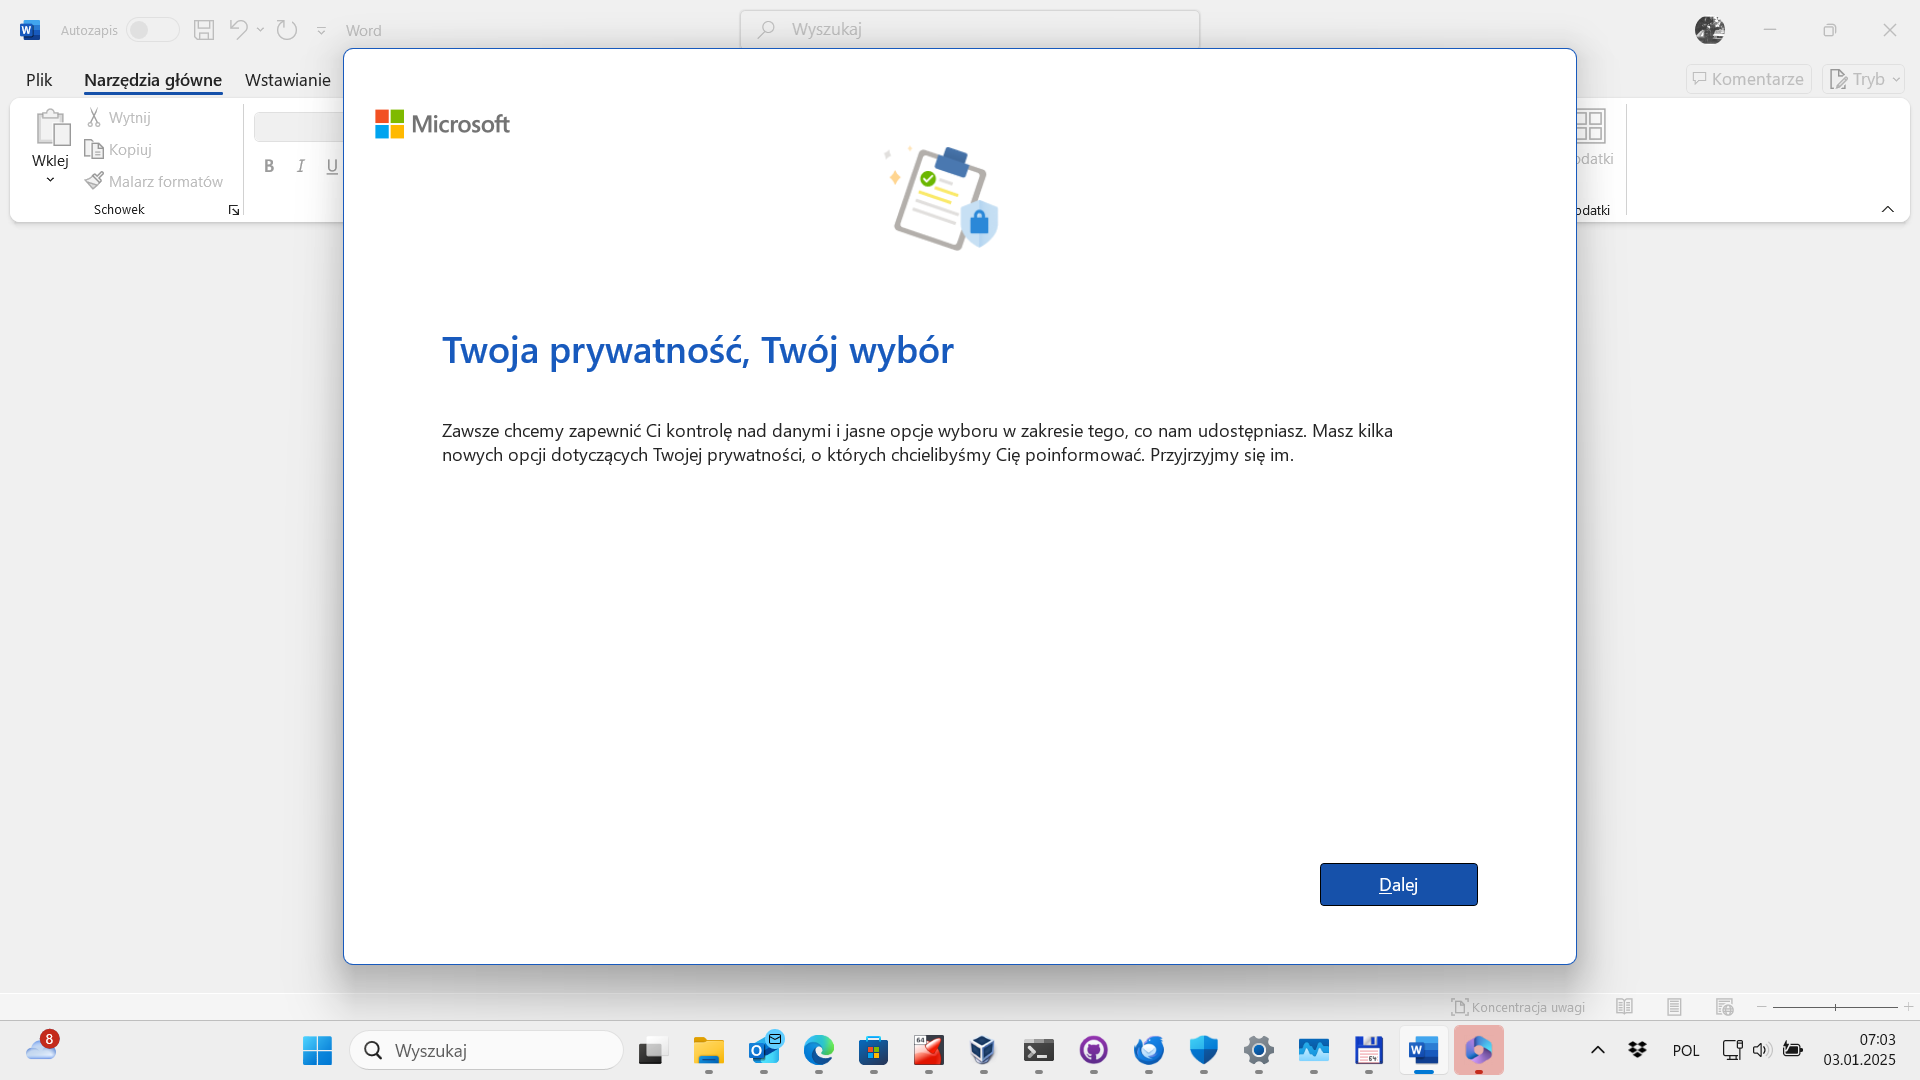 Autozapis
Word
Wyszukaj
Plik
Narzędzia główne
Wstawianie
Komentarze
Tryb
Wklej
Wytnij
Kopiuj
Malarz formatów
Schowek
B I U
odatki
odatki
Microsoft
Twoja prywatność, Twój wybór
Zawsze chcemy zapewnić Ci kontrolę nad danymi i jasne opcje wyboru w zakresie tego, co nam udostępniasz. Masz kilka
nowych opcji dotyczących Twojej prywatności, o których chcielibyśmy Cię poinformować. Przyjrzyjmy się im.
Dalej
Koncentracja uwagi
8
Wyszukaj
64
64
POL
07:03
03.01.2025